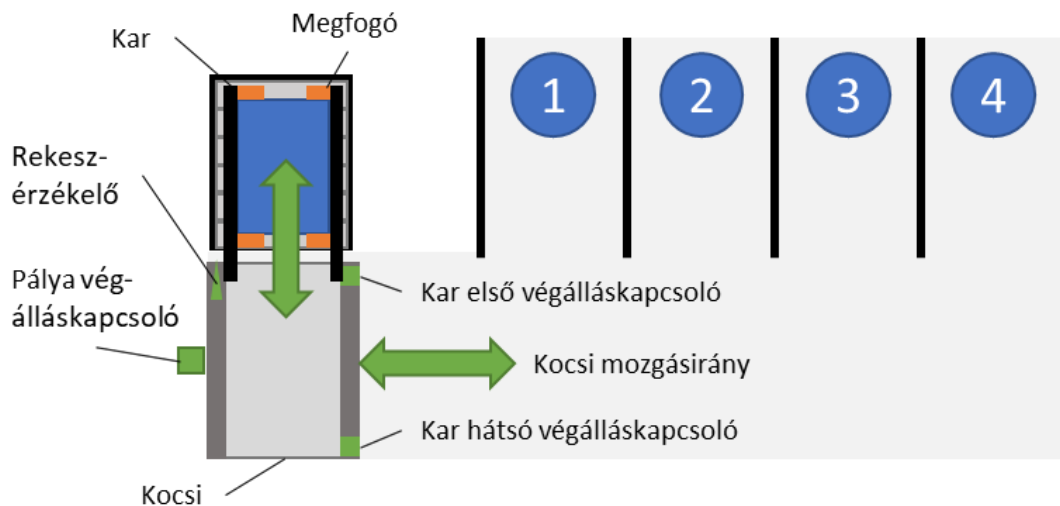 Kar
Megfogó
1
2
3
4
Rekesz-
érzékelő
Pálya vég-
álláskapcsoló
Kar első végálláskapcsoló
Kocsi mozgásirány
Kar hátsó végálláskapcsoló
Kocsi